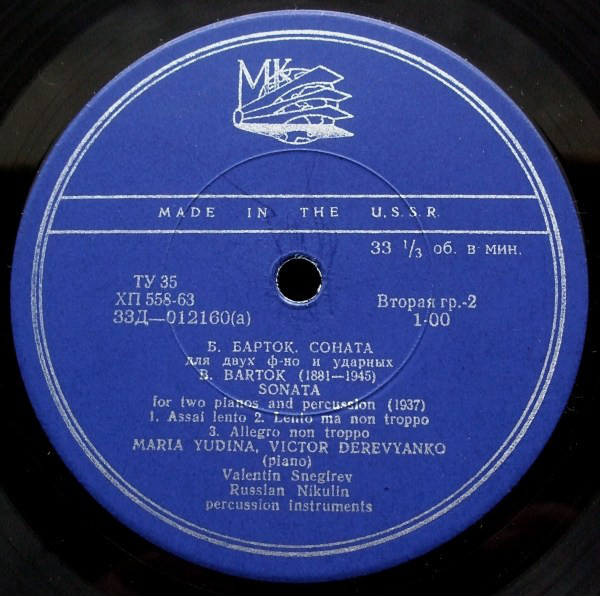 МК
MADE IN THE U.S.S.R.
33 1/3 об. в мин.
ТУ 35
ХП 558-63
33Д—012160(а)
Вторая гр.-2
1-00
Б. БАРТОК. СОНАТА
для двух ф-но и ударных
B. BARTOK (1881—1945)
SONATA
for two pianos and percussion (1937)
1. Assai lento 2. Lento ma non troppo
3. Allegro non troppo
MARIA YUDINA, VICTOR DEREVYANKO
(piano)
Valentin Snegirev
Russlan Nikulin
percussion instruments